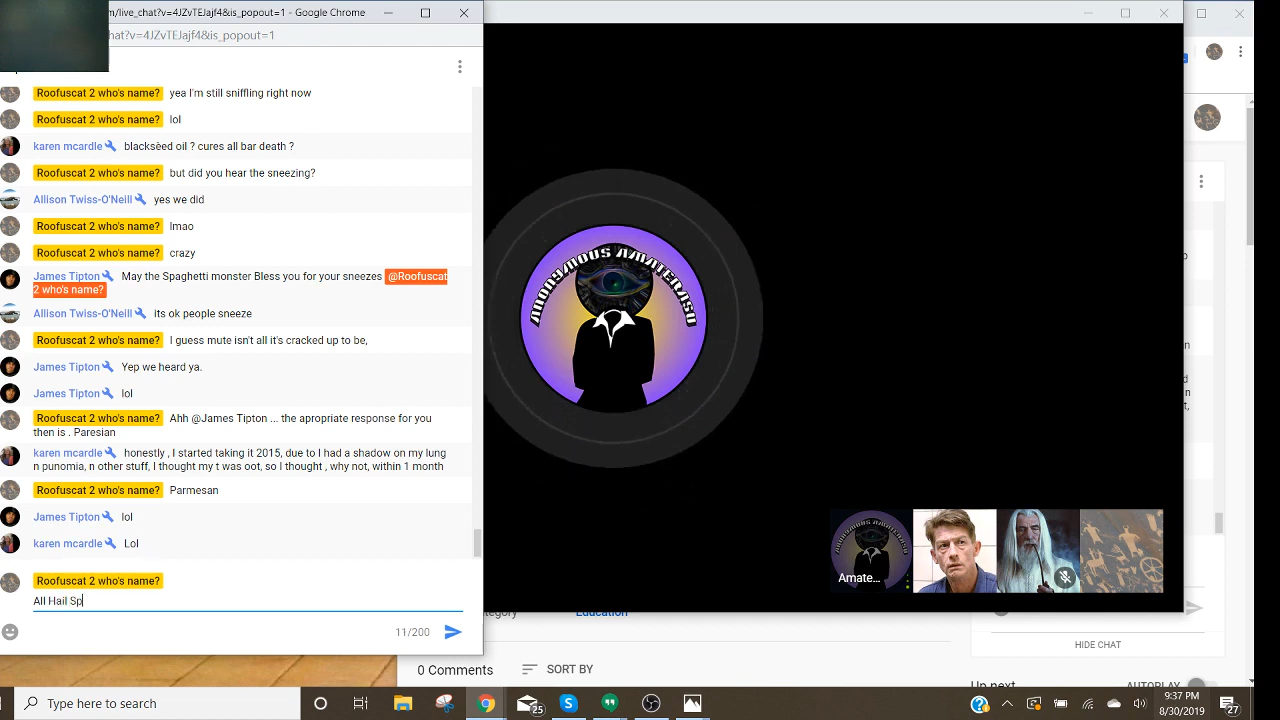 m/live_chat?v=4JZvTEJajf4&is_popout=1 - Google Chrome
hat?v=4JZvTEJajf4&is_popout=1
Roofuscat 2 who's name? yea I'm still sniffling right now
Roofuscat 2 who's name? lol
karen mcardle blackseed oil ? cures all bar death ?
Roofuscat 2 who's name? but did you hear the sneezing?
Allison Twiss-O'Neill yes we did
Roofuscat 2 who's name? lmao
Roofuscat 2 who's name? crazy
James Tipton May the Spaghetti monster Bless you for your sneezes @Roofuscat
2 who's name?
Allison Twiss-O'Neill its ok people sneeze
Roofuscat 2 who's name? I guess mute isn't all it's cracked up to be,
James Tipton Yep we heard ya.
James Tipton lol
Roofuscat 2 who's name? Ahh @James Tipton ... the apropriate response for you
then is . Paresian
karen mcardle honestly , I started taking it 2015, due to I had a shadow on my lung
n punomia, n other stuff, I thought my t was oot, so I thought , why not, within 1 month
Roofuscat 2 who's name? Parmesan
James Tipton lol
karen mcardle Lol
Roofuscat 2 who's name?
All Hail Sp
11/200
ANONYMOUS AMATERASU
ANONYMOUS AMATERASU
Amate...
tegory Education
HIDE CHAT
0 Comments SORT BY
Up next AUTOPLAY
Type here to search
25
9:37 PM
8/30/2019
27